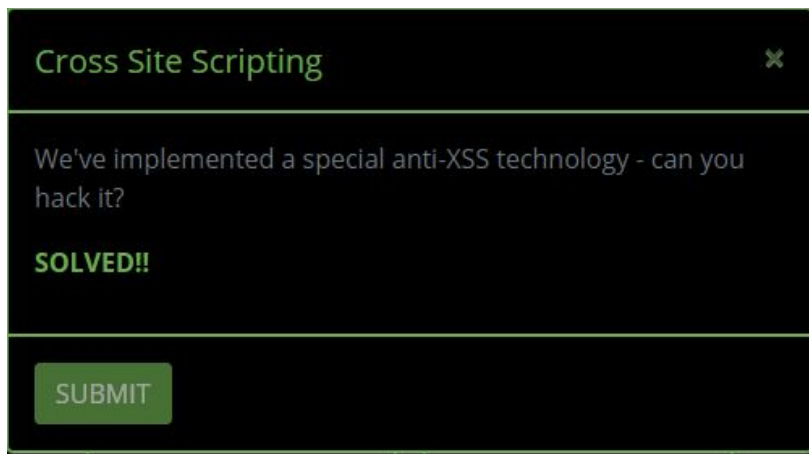 Cross Site Scripting ×
We've implemented a special anti-XSS technology - can you
hack it?
SOLVED!!
SUBMIT